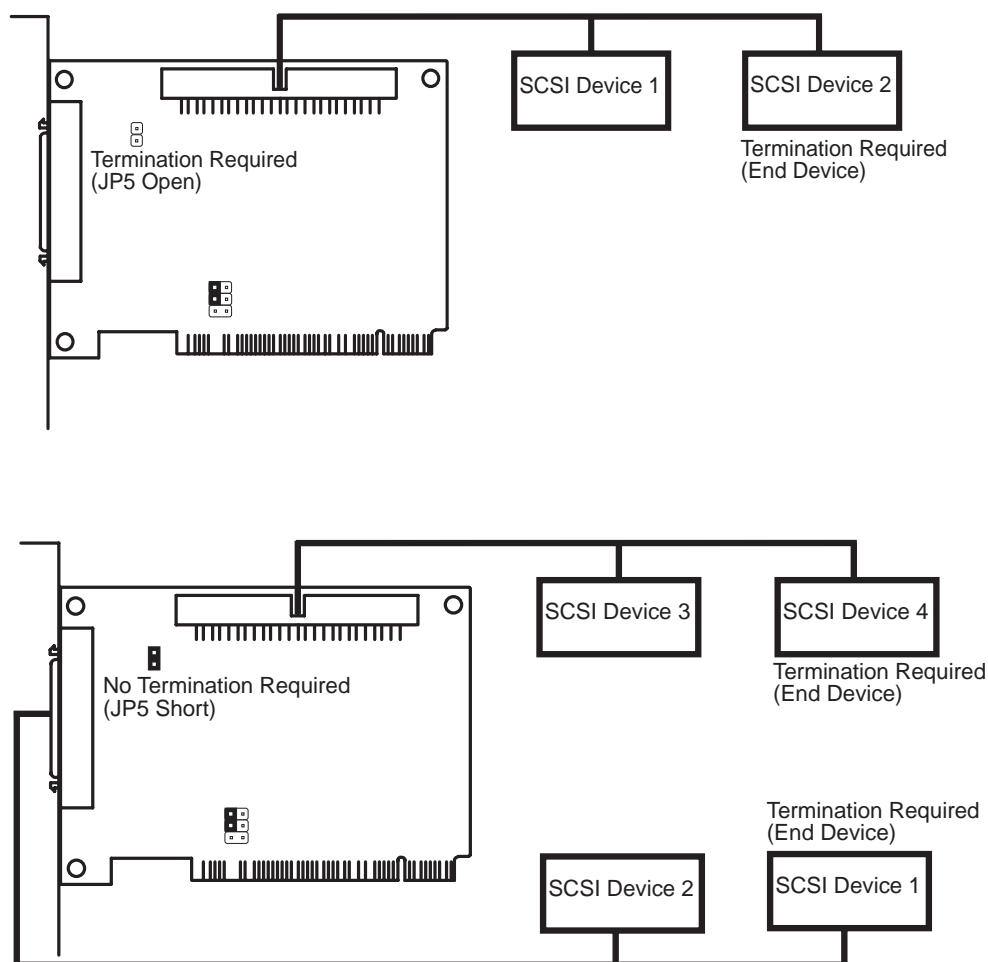 SCSI Device 1
SCSI Device 2
Termination Required
(End Device)
Termination Required
(JP5 Open)
SCSI Device 3
SCSI Device 4
Termination Required
(End Device)
No Termination Required
(JP5 Short)
Termination Required
(End Device)
SCSI Device 2
SCSI Device 1